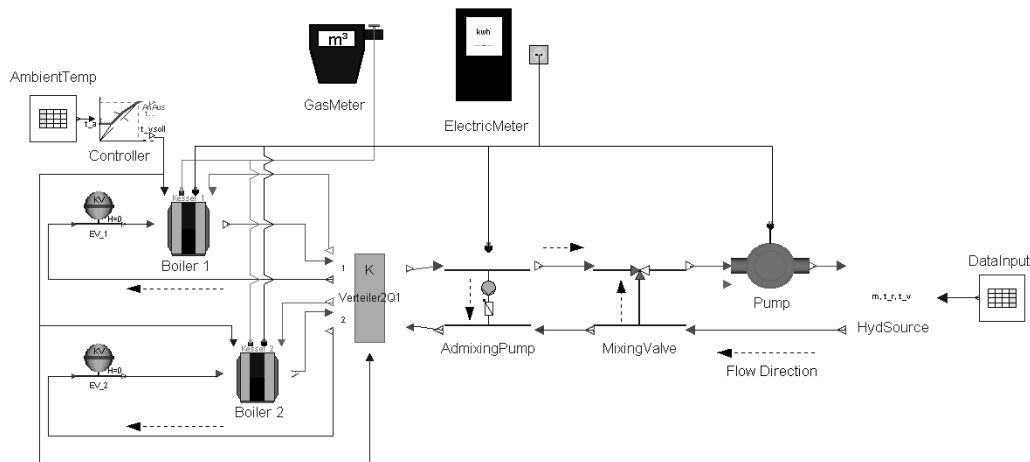 m³
GasMeter
kwh
ElectricMeter
AmbientTemp
t_a
AnAus
t...
t_vsoll
Controller
Kessel 1
KV
H=0
EV_1
Boiler 1
1
K
Verteiler2Q1
2
Kessel 2
KV
H=0
EV_2
Boiler 2
AdmixingPump
MixingValve
Pump
DataInput
m, t_r, t_v
HydSource
Flow Direction